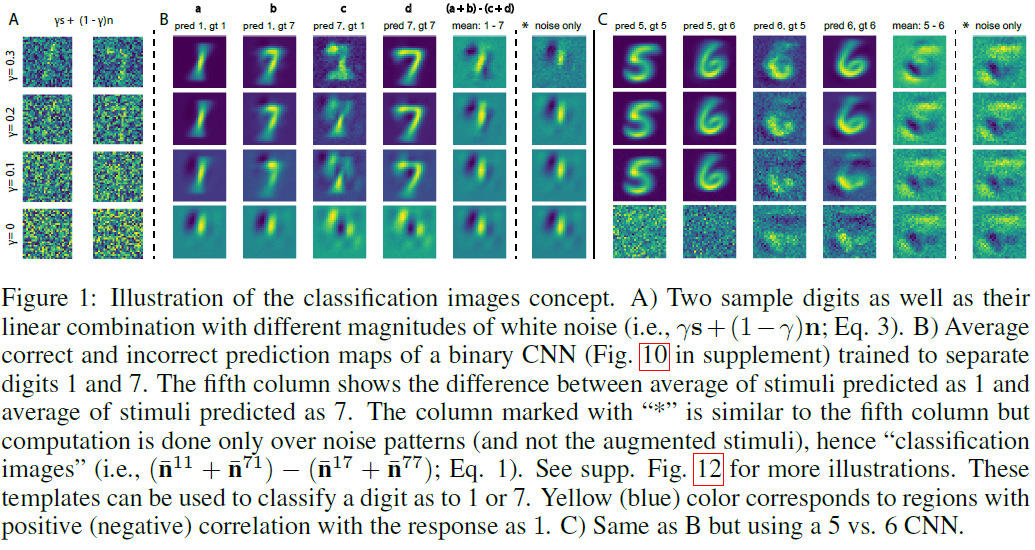 A
γs + (1 - γ)n
B
a b c d (a + b) - (c + d)
pred 1, gt 1 pred 1, gt 7 pred 7, gt 1 pred 7, gt 7 mean: 1 - 7 * noise only
C
pred 5, gt 5 pred 5, gt 6 pred 6, gt 5 pred 6, gt 6 mean: 5 - 6 * noise only
γ= 0.3
γ= 0.2
γ= 0.1
γ= 0
Figure 1: Illustration of the classification images concept. A) Two sample digits as well as their
linear combination with different magnitudes of white noise (i.e., γs + (1 − γ)n; Eq. 3). B) Average
correct and incorrect prediction maps of a binary CNN (Fig. 10 in supplement) trained to separate
digits 1 and 7. The fifth column shows the difference between average of stimuli predicted as 1 and
average of stimuli predicted as 7. The column marked with “*” is similar to the fifth column but
computation is done only over noise patterns (and not the augmented stimuli), hence “classification
images” (i.e., (n̄¹¹ + n̄⁷¹) − (n̄¹⁷ + n̄⁷⁷); Eq. 1). See supp. Fig. 12 for more illustrations. These
templates can be used to classify a digit as to 1 or 7. Yellow (blue) color corresponds to regions with
positive (negative) correlation with the response as 1. C) Same as B but using a 5 vs. 6 CNN.